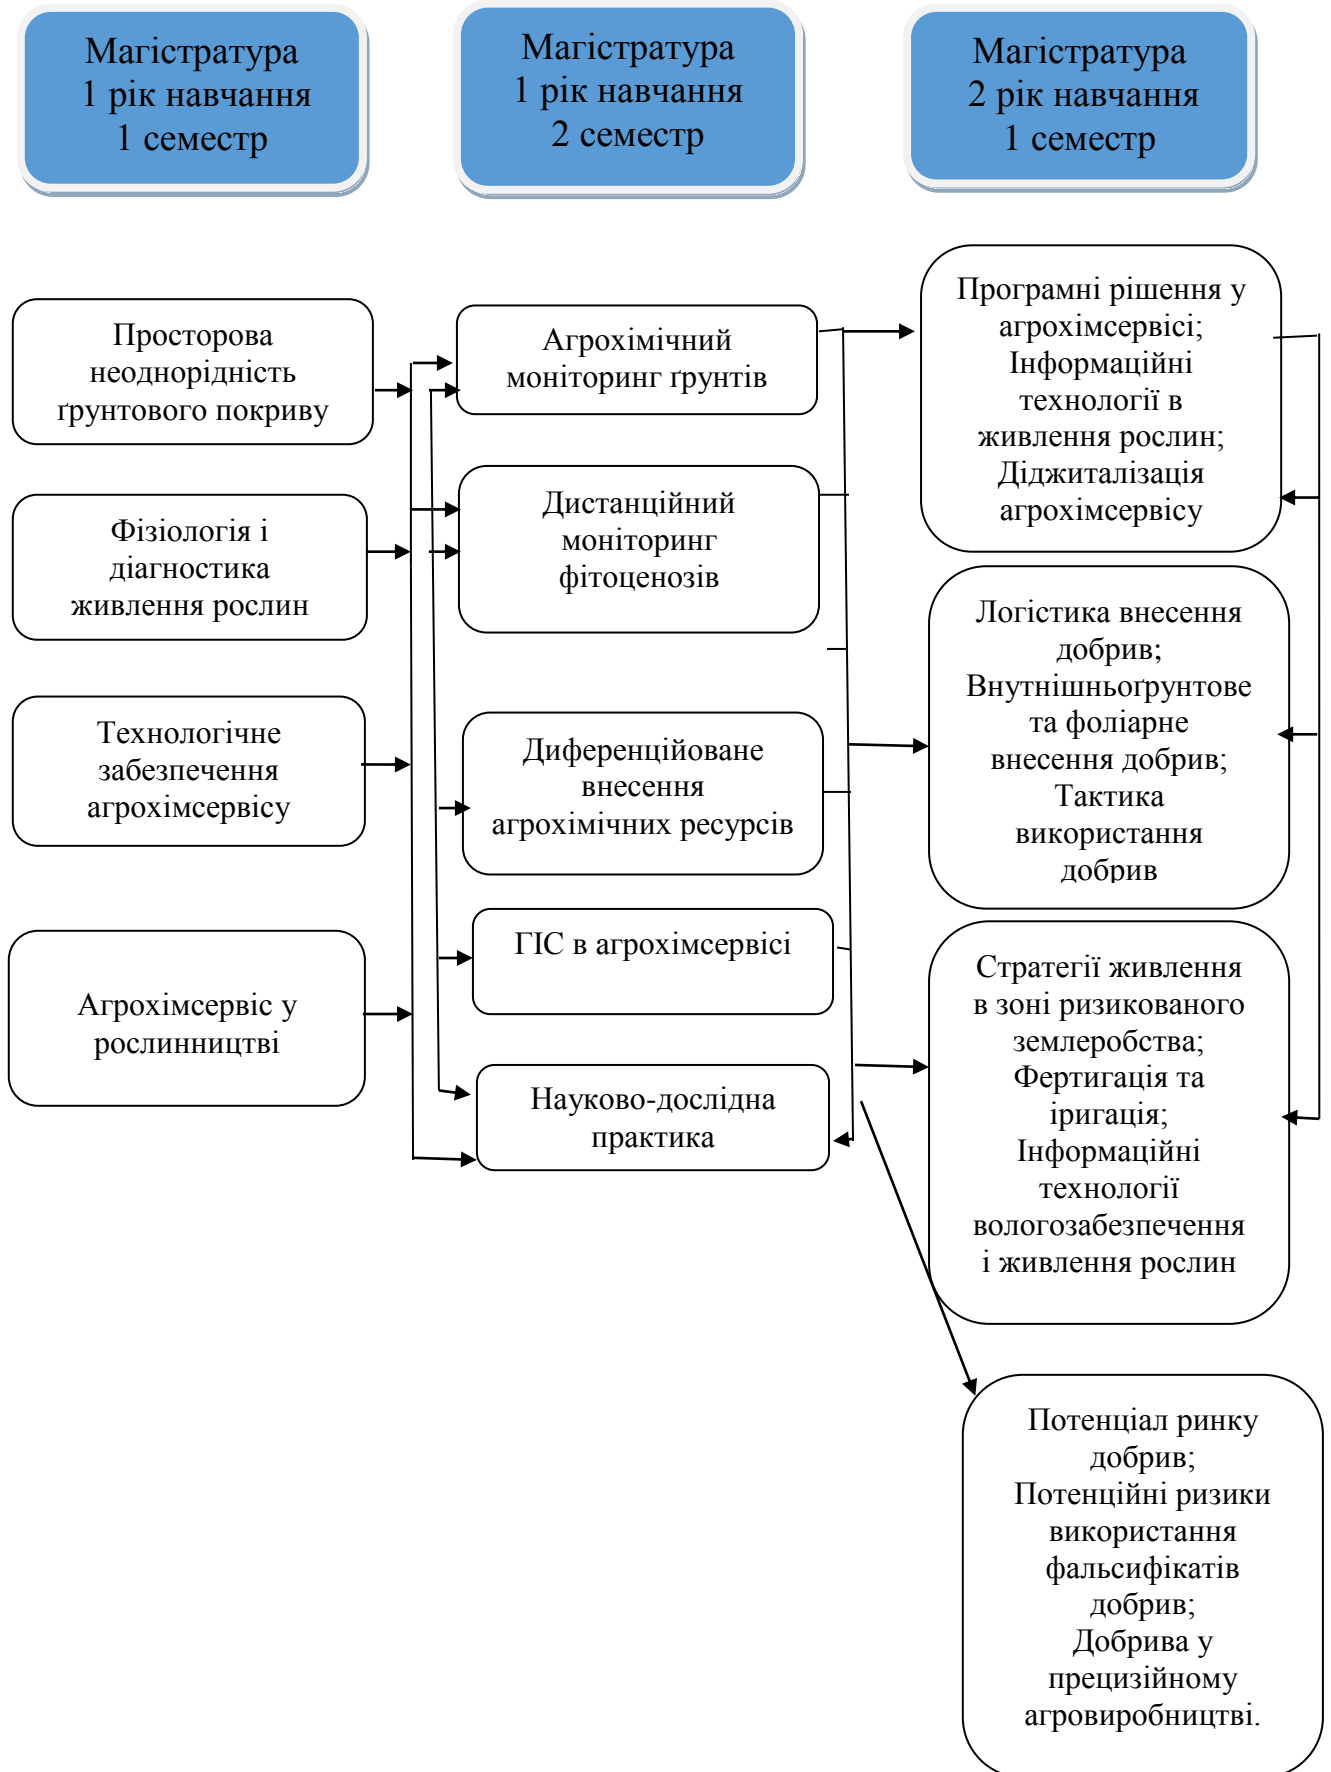 Магістратура
1 рік навчання
1 семестр
Магістратура
1 рік навчання
2 семестр
Магістратура
2 рік навчання
1 семестр
Просторова
неоднорідність
ґрунтового покриву
Фізіологія і
діагностика
живлення рослин
Технологічне
забезпечення
агрохімсервісу
Агрохімсервіс у
рослинництві
Агрохімічний
моніторинг ґрунтів
Дистанційний
моніторинг
фітоценозів
Диференційоване
внесення
агрохімічних ресурсів
ГІС в агрохімсервісі
Науково-дослідна
практика
Програмні рішення у
агрохімсервісі;
Інформаційні
технології в
живлення рослин;
Діджиталізація
агрохімсервісу
Логістика внесення
добрив;
Внутнішньоґрунтове
та фоліарне
внесення добрив;
Тактика
використання
добрив
Стратегії живлення
в зоні ризикованого
землеробства;
Фертигація та
іригація;
Інформаційні
технології
вологозабезпечення
і живлення рослин
Потенціал ринку
добрив;
Потенційні ризики
використання
фальсифікатів
добрив;
Добрива у
прецизійному
агровиробництві.